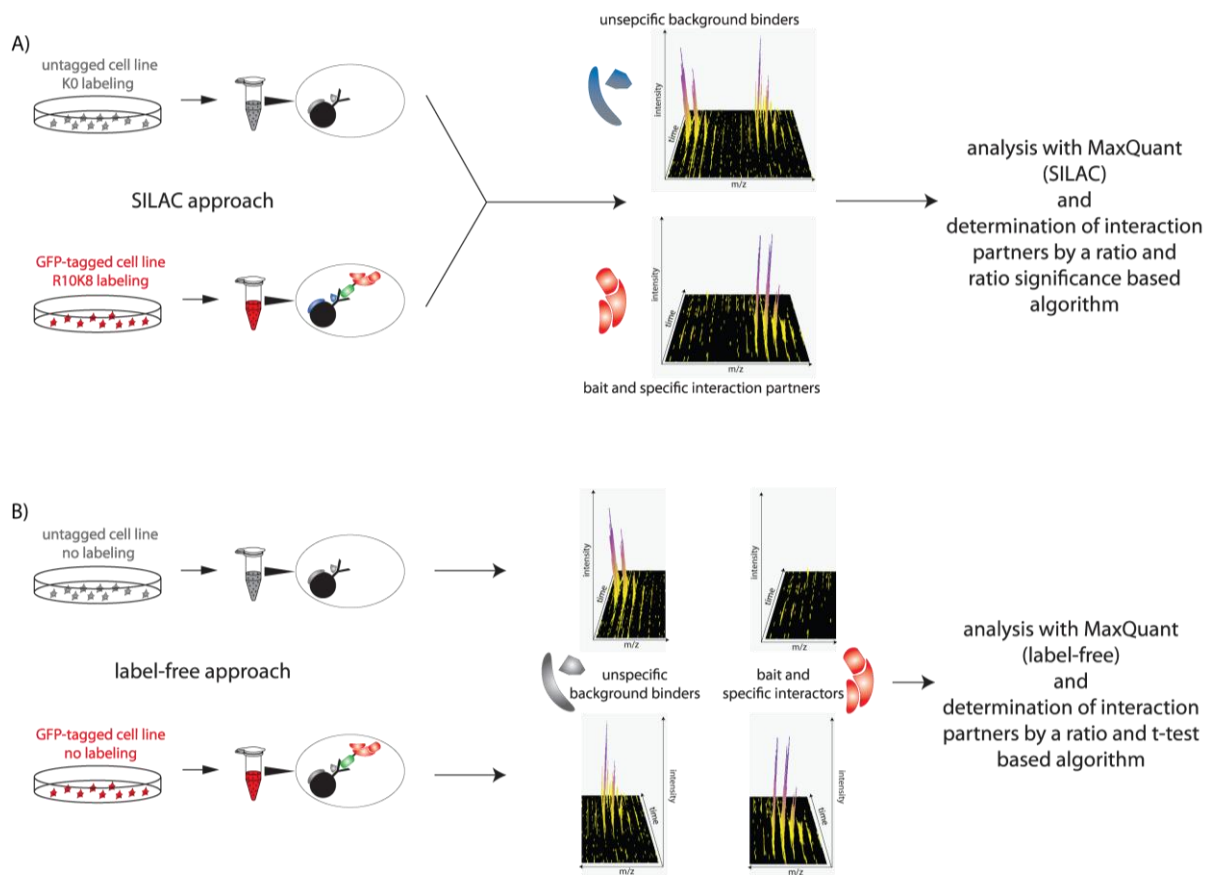 A)
untagged cell line
K0 labeling
SILAC approach
GFP-tagged cell line
R10K8 labeling
unsepcific background binders
intensity
time
m/z
intensity
time
m/z
bait and specific interaction partners
analysis with MaxQuant
(SILAC)
and
determination of interaction
partners by a ratio and
ratio significance based
algorithm
B)
untagged cell line
no labeling
label-free approach
GFP-tagged cell line
no labeling
intensity
time
m/z
intensity
time
m/z
unspecific
background binders
bait and
specific interactors
intensity
time
m/z
intensity
time
m/z
analysis with MaxQuant
(label-free)
and
determination of interaction
partners by a ratio and t-test
based algorithm